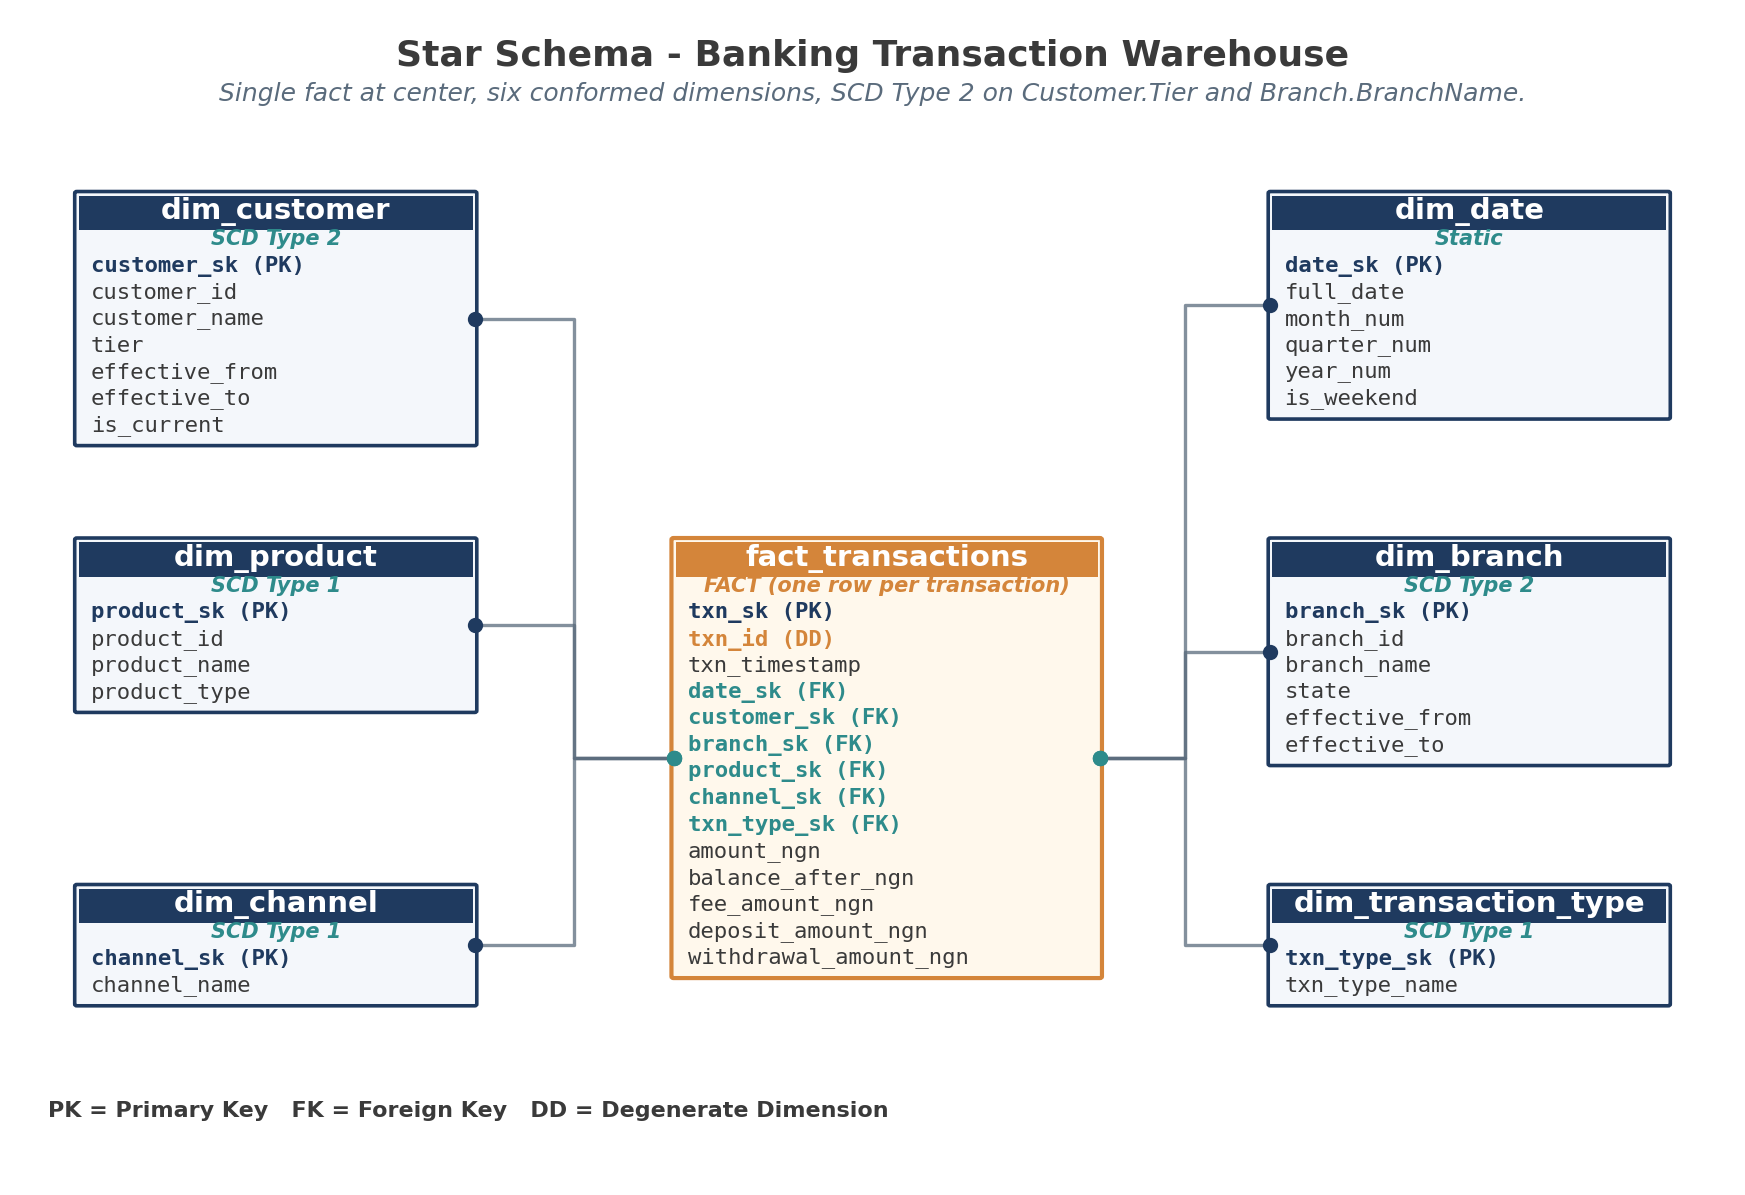 Star Schema - Banking Transaction Warehouse
Single fact at center, six conformed dimensions, SCD Type 2 on Customer.Tier and Branch.BranchName.
dim_customer
SCD Type 2
customer_sk (PK)
customer_id
customer_name
tier
effective_from
effective_to
is_current
dim_date
Static
date_sk (PK)
full_date
month_num
quarter_num
year_num
is_weekend
dim_product
SCD Type 1
product_sk (PK)
product_id
product_name
product_type
fact_transactions
FACT (one row per transaction)
txn_sk (PK)
txn_id (DD)
txn_timestamp
date_sk (FK)
customer_sk (FK)
branch_sk (FK)
product_sk (FK)
channel_sk (FK)
txn_type_sk (FK)
amount_ngn
balance_after_ngn
fee_amount_ngn
deposit_amount_ngn
withdrawal_amount_ngn
dim_branch
SCD Type 2
branch_sk (PK)
branch_id
branch_name
state
effective_from
effective_to
dim_channel
SCD Type 1
channel_sk (PK)
channel_name
dim_transaction_type
SCD Type 1
txn_type_sk (PK)
txn_type_name
PK = Primary Key   FK = Foreign Key   DD = Degenerate Dimension